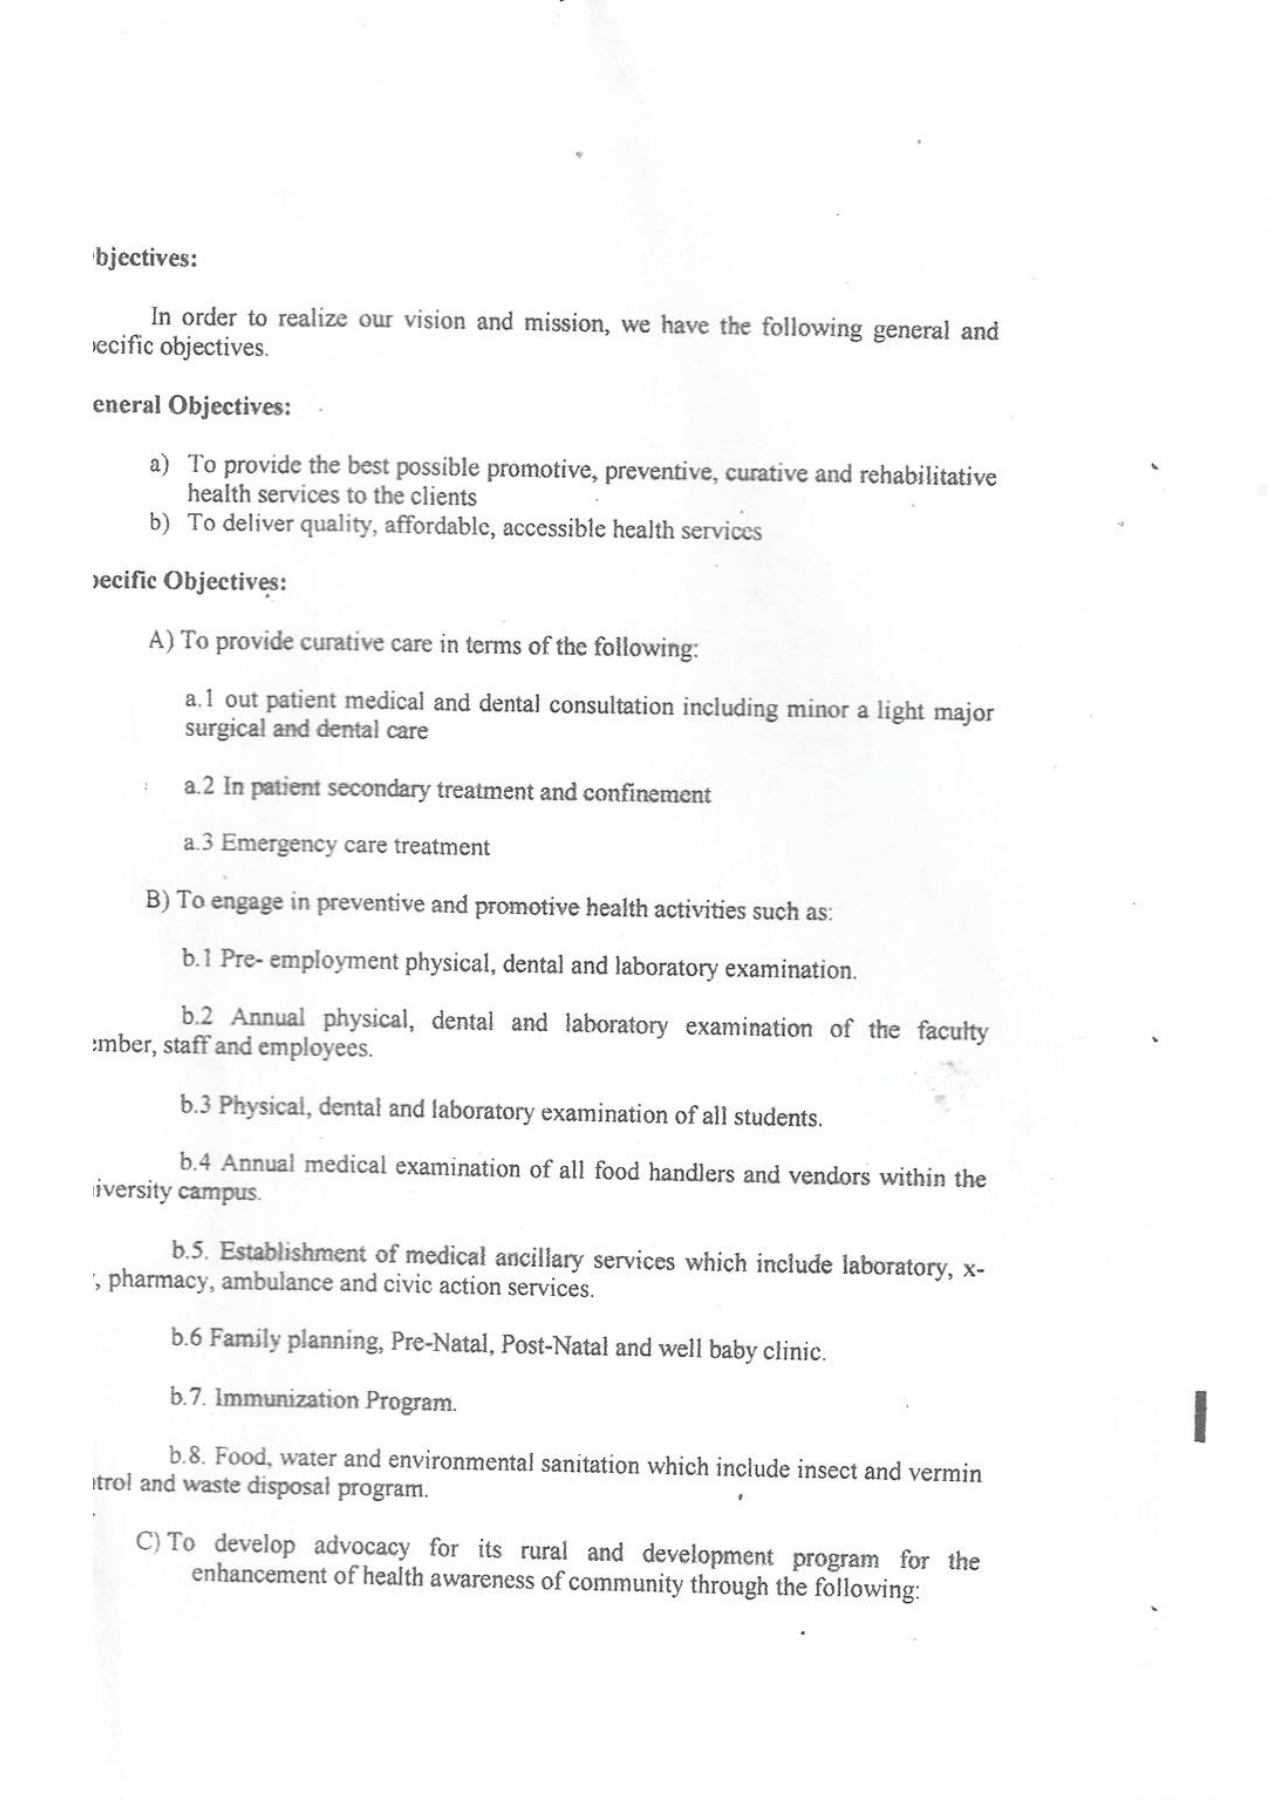 bjectives:
In order to realize our vision and mission, we have the following general and
ecific objectives.
eneral Objectives:
a) To provide the best possible promotive, preventive, curative and rehabilitative
health services to the clients
b) To deliver quality, affordable, accessible health services
ecific Objectives:
A) To provide curative care in terms of the following:
a.1 out patient medical and dental consultation including minor a light major
surgical and dental care
a.2 In patient secondary treatment and confinement
a.3 Emergency care treatment
B) To engage in preventive and promotive health activities such as:
b.1 Pre- employment physical, dental and laboratory examination.
b.2 Annual physical, dental and laboratory examination of the faculty
mber, staff and employees.
b.3 Physical, dental and laboratory examination of all students.
b.4 Annual medical examination of all food handlers and vendors within the
iversity campus.
b.5. Establishment of medical ancillary services which include laboratory, x-
, pharmacy, ambulance and civic action services.
b.6 Family planning, Pre-Natal, Post-Natal and well baby clinic.
b.7. Immunization Program.
b.8. Food, water and environmental sanitation which include insect and vermin
trol and waste disposal program.
C) To develop advocacy for its rural and development program for the
enhancement of health awareness of community through the following: